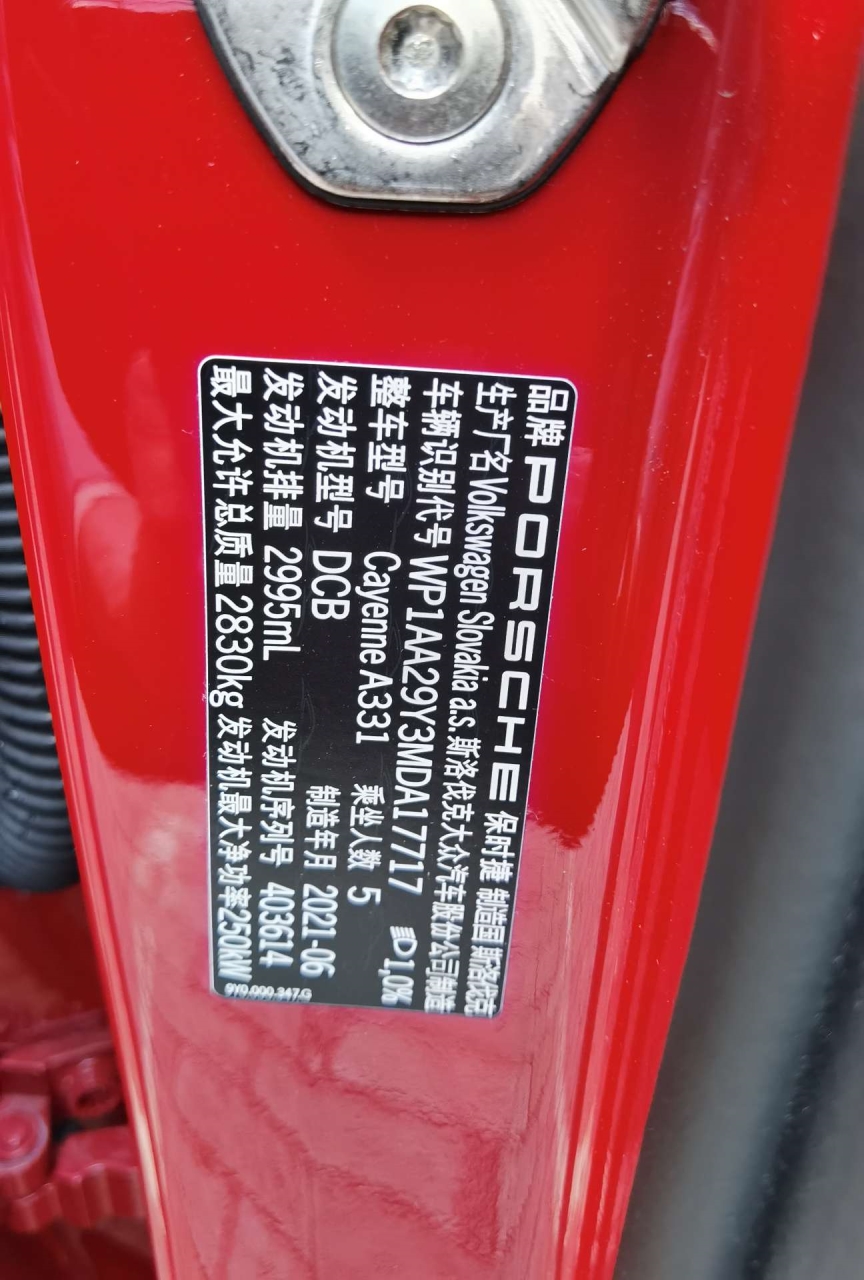 品牌 PORSCHE 保时捷 制造国 斯洛伐克
生产厂名 Volkswagen Slovakia a.s. 斯洛伐克大众汽车股份公司制造
车辆识别代号 WP1AA29Y3MDA17717 1,0%
整车型号 Cayenne A331 乘坐人数 5
发动机型号 DCB 制造年月 2021-06
发动机排量 2995mL 发动机序列号 403614
最大允许总质量 2830kg 发动机最大净功率 250kW
9Y0.000.347.G